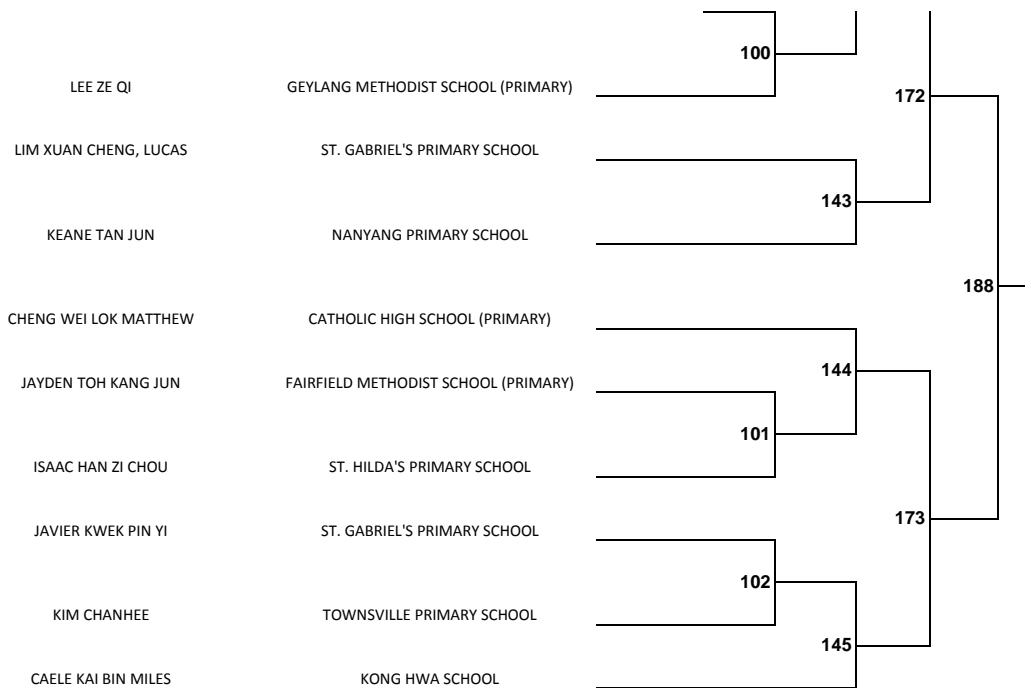 100
LEE ZE QI GEYLANG METHODIST SCHOOL (PRIMARY)
172
LIM XUAN CHENG, LUCAS ST. GABRIEL'S PRIMARY SCHOOL
143
KEANE TAN JUN NANYANG PRIMARY SCHOOL
188
CHENG WEI LOK MATTHEW CATHOLIC HIGH SCHOOL (PRIMARY)
144
JAYDEN TOH KANG JUN FAIRFIELD METHODIST SCHOOL (PRIMARY)
101
ISAAC HAN ZI CHOU ST. HILDA'S PRIMARY SCHOOL
173
JAVIER KWEK PIN YI ST. GABRIEL'S PRIMARY SCHOOL
102
KIM CHANHEE TOWNSVILLE PRIMARY SCHOOL
145
CAELE KAI BIN MILES KONG HWA SCHOOL